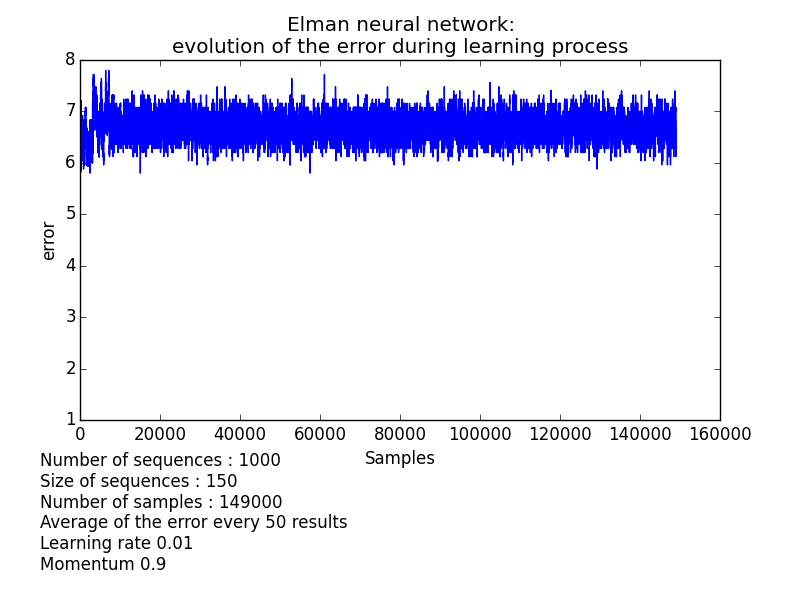 Elman neural network:
evolution of the error during learning process
8
7
6
5
4
3
2
1
error
0 20000 40000 60000 80000 100000 120000 140000 160000
Samples
Number of sequences : 1000
Size of sequences : 150
Number of samples : 149000
Average of the error every 50 results
Learning rate 0.01
Momentum 0.9